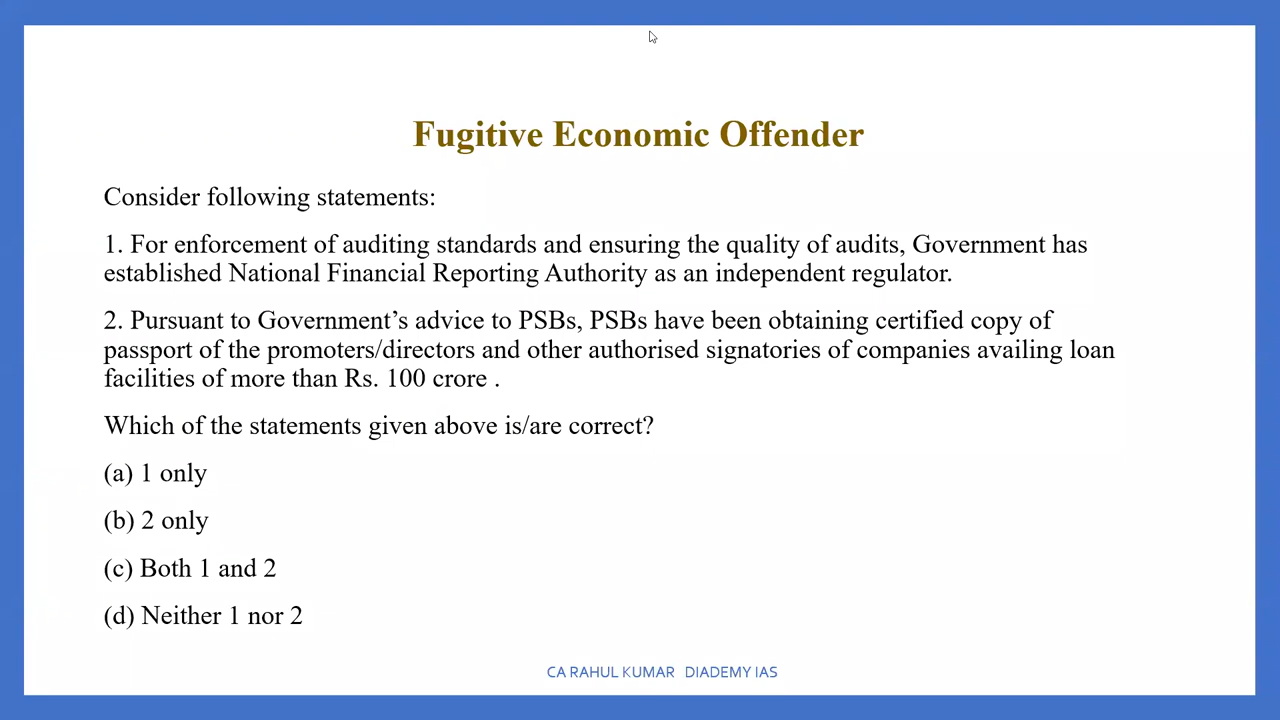 Fugitive Economic Offender
Consider following statements:
1. For enforcement of auditing standards and ensuring the quality of audits, Government has
established National Financial Reporting Authority as an independent regulator.
2. Pursuant to Government’s advice to PSBs, PSBs have been obtaining certified copy of
passport of the promoters/directors and other authorised signatories of companies availing loan
facilities of more than Rs. 100 crore .
Which of the statements given above is/are correct?
(a) 1 only
(b) 2 only
(c) Both 1 and 2
(d) Neither 1 nor 2
CA RAHUL KUMAR DIADEMY IAS